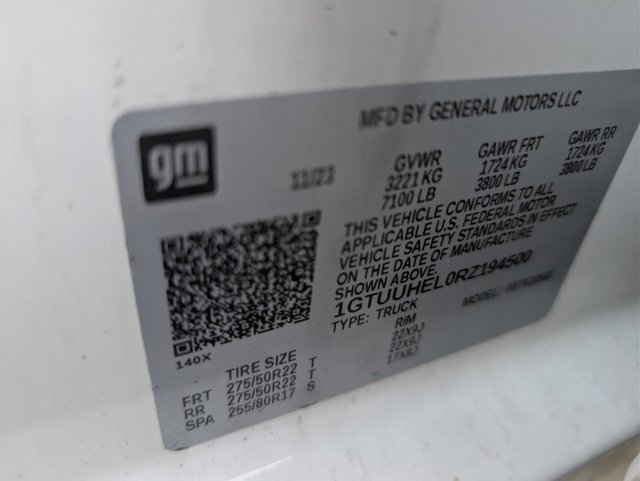 gm
MFD BY GENERAL MOTORS LLC
11/23
GVWR GAWR FRT GAWR RR
3221 KG 1724 KG 1724 KG
7100 LB 3800 LB 3800 LB
THIS VEHICLE CONFORMS TO ALL
APPLICABLE U.S. FEDERAL MOTOR
VEHICLE SAFETY STANDARDS IN EFFECT
ON THE DATE OF MANUFACTURE
SHOWN ABOVE.
1GTUUHEL0RZ194500
TYPE: TRUCK MODEL:
140X
TIRE SIZE RIM
FRT 275/50R22 T 22X9J
RR 275/50R22 T 22X9J
SPA 255/80R17 S 17X8J